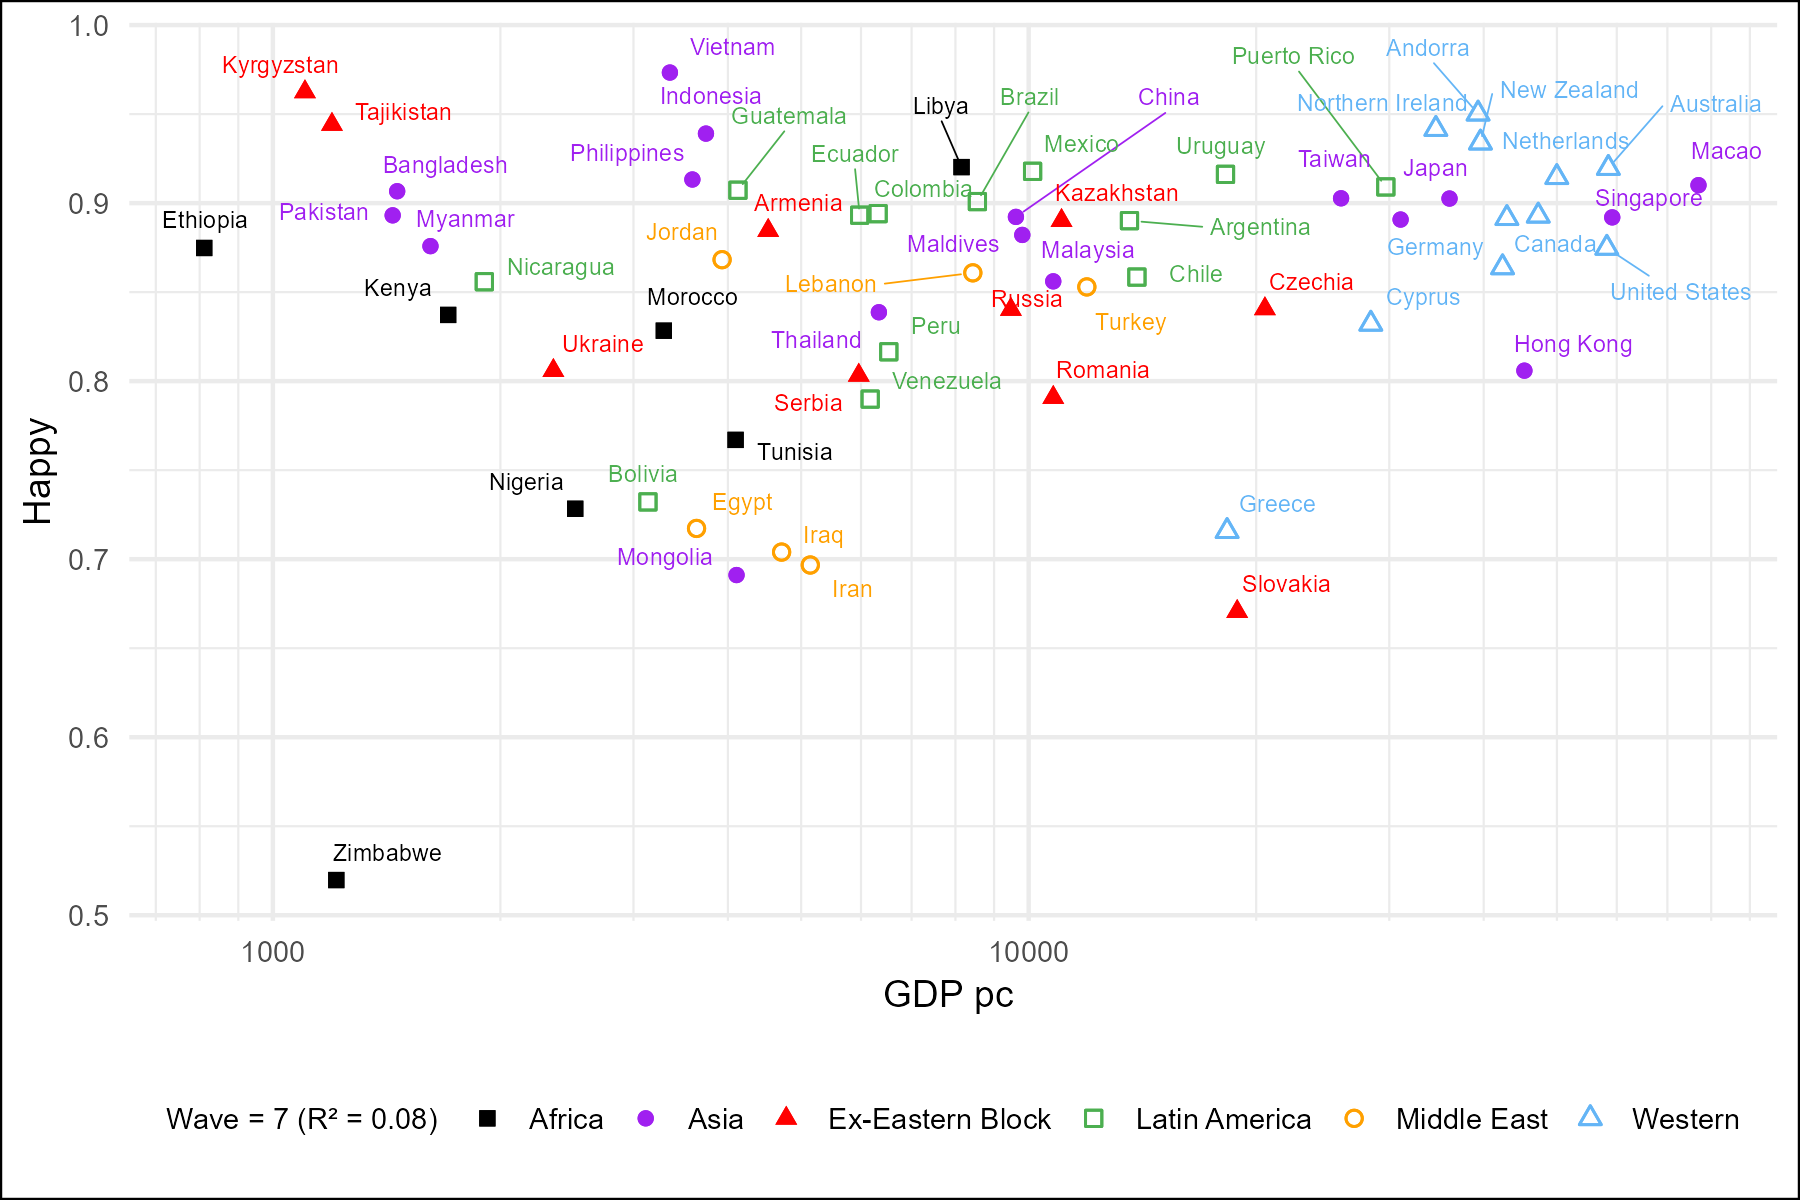 1.0
0.9
0.8
0.7
0.6
0.5
Happy
Vietnam
Andorra
Puerto Rico
Kyrgyzstan
New Zealand
Indonesia
Brazil
China
Northern Ireland
Australia
Libya
Tajikistan
Guatemala
Netherlands
Mexico
Uruguay
Macao
Philippines
Ecuador
Taiwan
Bangladesh
Japan
Colombia
Kazakhstan
Singapore
Armenia
Pakistan
Ethiopia
Myanmar
Argentina
Jordan
Maldives
Germany
Canada
Malaysia
Nicaragua
Chile
Lebanon
Czechia
Kenya
United States
Morocco
Cyprus
Russia
Turkey
Peru
Thailand
Ukraine
Hong Kong
Romania
Venezuela
Serbia
Tunisia
Bolivia
Nigeria
Egypt
Greece
Iraq
Mongolia
Slovakia
Iran
Zimbabwe
1000
10000
GDP pc
Wave = 7 (R² = 0.08) Africa Asia Ex-Eastern Block Latin America Middle East Western